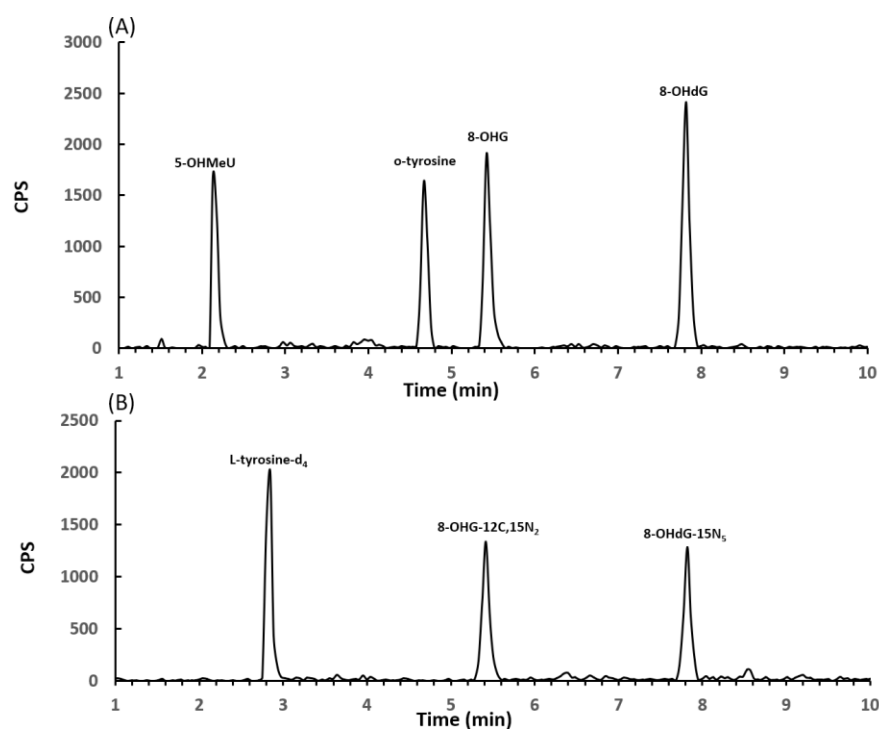 (A)
3000
2500
2000
1500
1000
500
0
CPS
5-OHMeU
o-tyrosine
8-OHG
8-OHdG
1 2 3 4 5 6 7 8 9 10
Time (min)
(B)
2500
2000
1500
1000
500
0
CPS
L-tyrosine-d₄
8-OHG-12C,15N₂
8-OHdG-15N₅
1 2 3 4 5 6 7 8 9 10
Time (min)